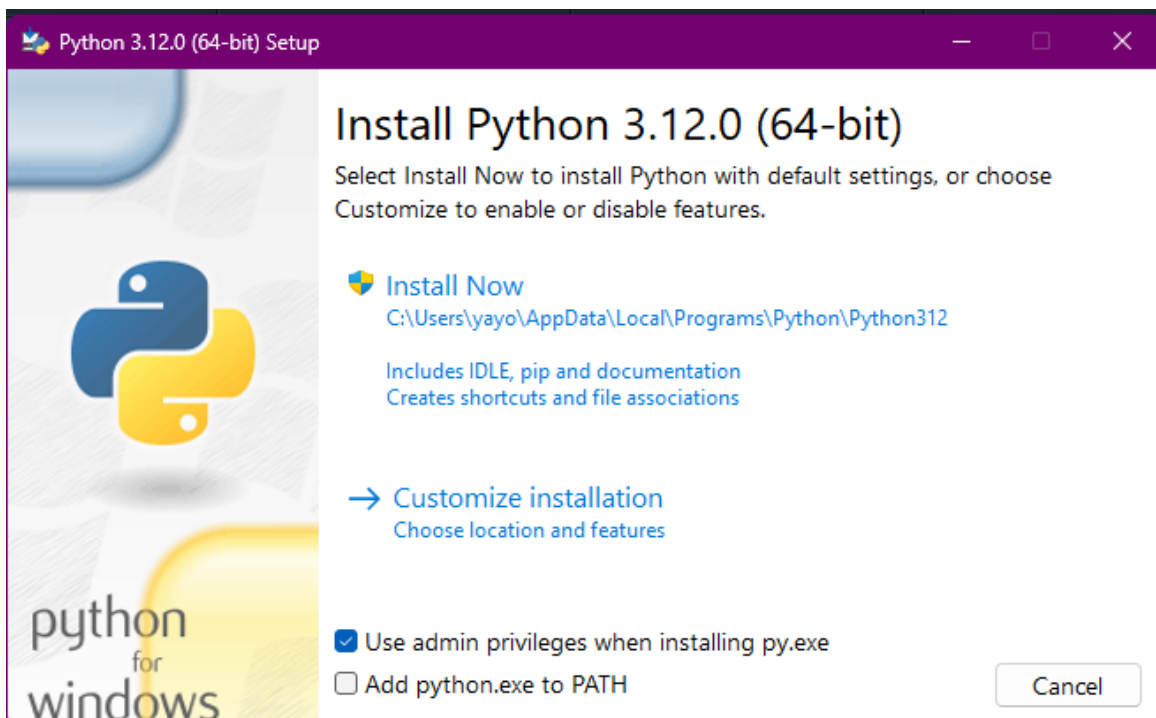 Python 3.12.0 (64-bit) Setup
Install Python 3.12.0 (64-bit)
Select Install Now to install Python with default settings, or choose
Customize to enable or disable features.
Install Now
C:\Users\yayo\AppData\Local\Programs\Python\Python312
Includes IDLE, pip and documentation
Creates shortcuts and file associations
Customize installation
Choose location and features
python
for
windows
Use admin privileges when installing py.exe
Add python.exe to PATH
Cancel